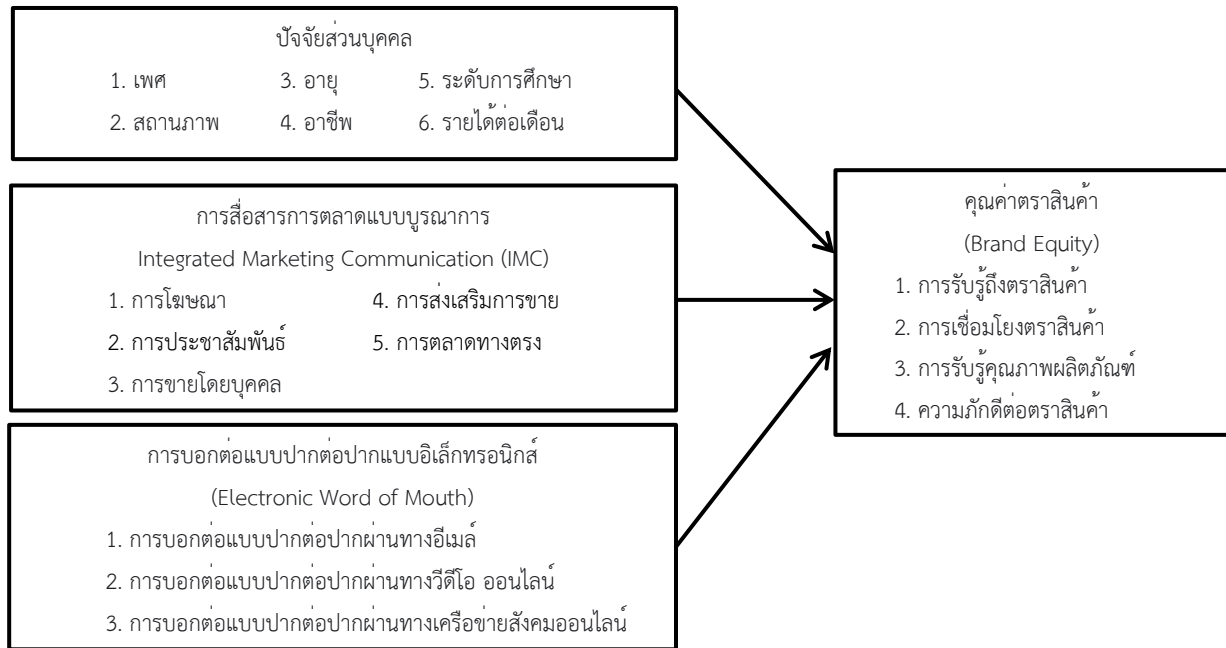 ปัจจัยส่วนบุคคล
1. เพศ 3. อายุ 5. ระดับการศึกษา
2. สถานภาพ 4. อาชีพ 6. รายได้ต่อเดือน
การสื่อสารการตลาดแบบบูรณาการ
Integrated Marketing Communication (IMC)
1. การโฆษณา 4. การส่งเสริมการขาย
2. การประชาสัมพันธ์ 5. การตลาดทางตรง
3. การขายโดยบุคคล
การบอกต่อแบบปากต่อปากแบบอิเล็กทรอนิกส์
(Electronic Word of Mouth)
1. การบอกต่อแบบปากต่อปากผ่านทางอีเมล์
2. การบอกต่อแบบปากต่อปากผ่านทางวีดีโอ ออนไลน์
3. การบอกต่อแบบปากต่อปากผ่านทางเครือข่ายสังคมออนไลน์
คุณค่าตราสินค้า
(Brand Equity)
1. การรับรู้ถึงตราสินค้า
2. การเชื่อมโยงตราสินค้า
3. การรับรู้คุณภาพผลิตภัณฑ์
4. ความภักดีต่อตราสินค้า